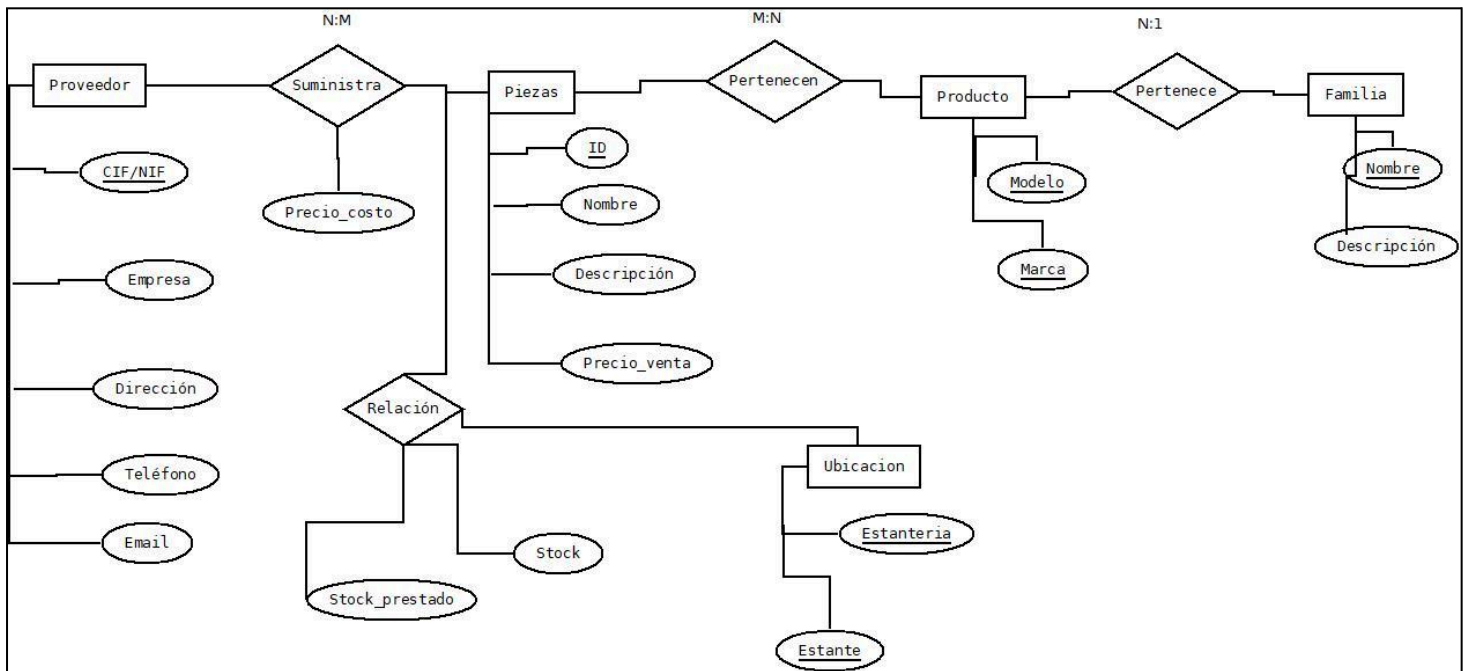 N:M
M:N
N:1
Proveedor
Suministra
Piezas
Pertenecen
Producto
Pertenece
Familia
CIF/NIF
Precio_costo
ID
Nombre
Descripción
Precio_venta
Modelo
Marca
Nombre
Descripción
Empresa
Dirección
Teléfono
Email
Relación
Stock
Stock_prestado
Ubicacion
Estanteria
Estante